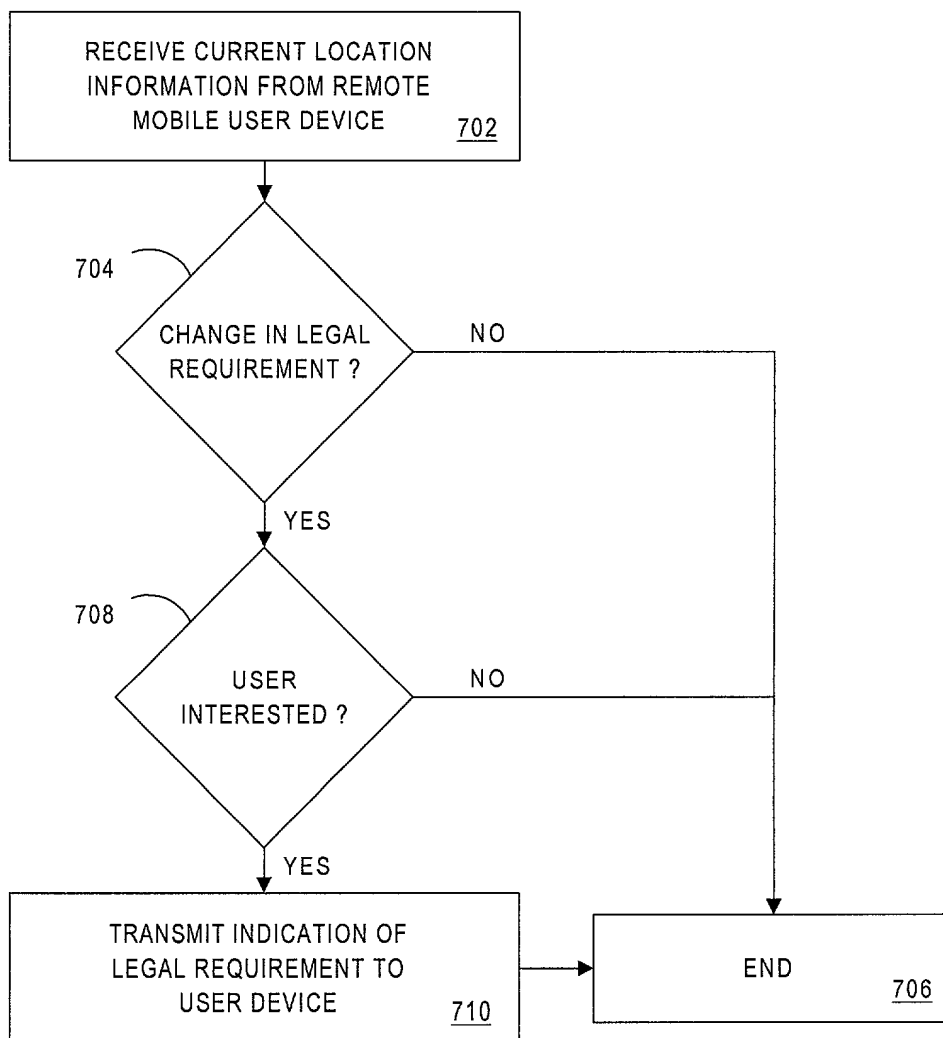 RECEIVE CURRENT LOCATION
INFORMATION FROM REMOTE
MOBILE USER DEVICE
702
704
CHANGE IN LEGAL
REQUIREMENT ?
NO
YES
708
USER
INTERESTED ?
NO
YES
TRANSMIT INDICATION OF
LEGAL REQUIREMENT TO
USER DEVICE
710
END
706